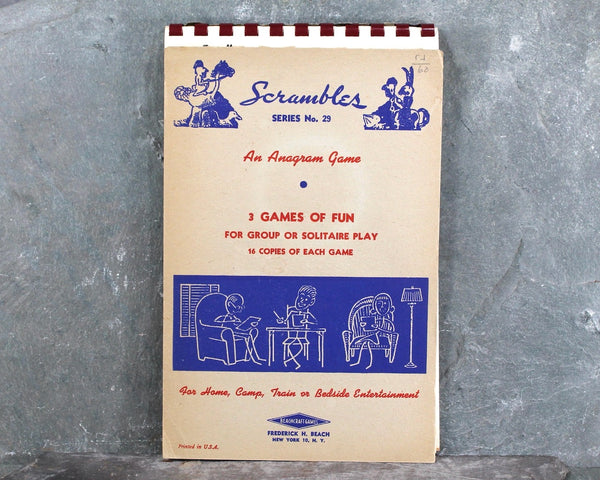 Scrambles
SERIES No. 29
An Anagram Game
3 GAMES OF FUN
FOR GROUP OR SOLITAIRE PLAY
16 COPIES OF EACH GAME
For Home, Camp, Train or Bedside Entertainment
BEACHCRAFT GAMES
FREDERICK H. BEACH
NEW YORK 10, N. Y.
Printed in U.S.A.